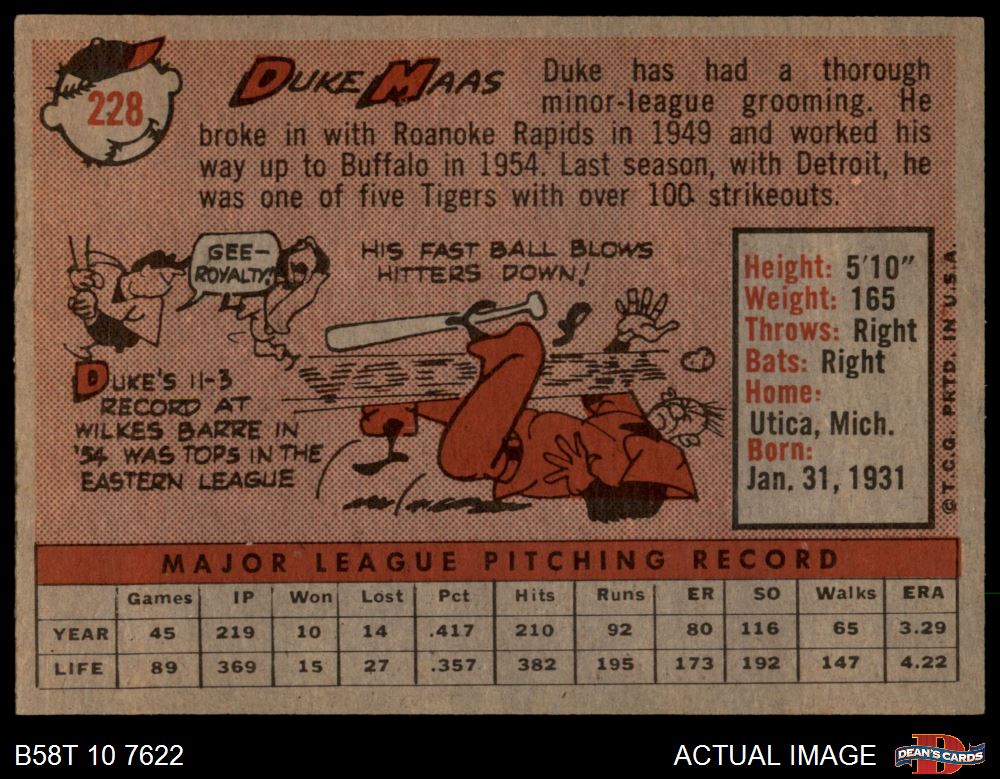 228
DUKE MAAS
Duke has had a thorough
minor-league grooming. He
broke in with Roanoke Rapids in 1949 and worked his
way up to Buffalo in 1954. Last season, with Detroit, he
was one of five Tigers with over 100 strikeouts.
GEE-
ROYALTY!
HIS FAST BALL BLOWS
HITTERS DOWN!
DUKE'S 11-3
RECORD AT
WILKES BARRE IN
'54 WAS TOPS IN THE
EASTERN LEAGUE
Height: 5'10"
Weight: 165
Throws: Right
Bats: Right
Home:
Utica, Mich.
Born:
Jan. 31, 1931
© T.C.G. PRTD. IN U.S.A.
MAJOR LEAGUE PITCHING RECORD
Games IP Won Lost Pct Hits Runs ER SO Walks ERA
YEAR 45 219 10 14 .417 210 92 80 116 65 3.29
LIFE 89 369 15 27 .357 382 195 173 192 147 4.22
B58T 10 7622
ACTUAL IMAGE
DEAN'S CARDS